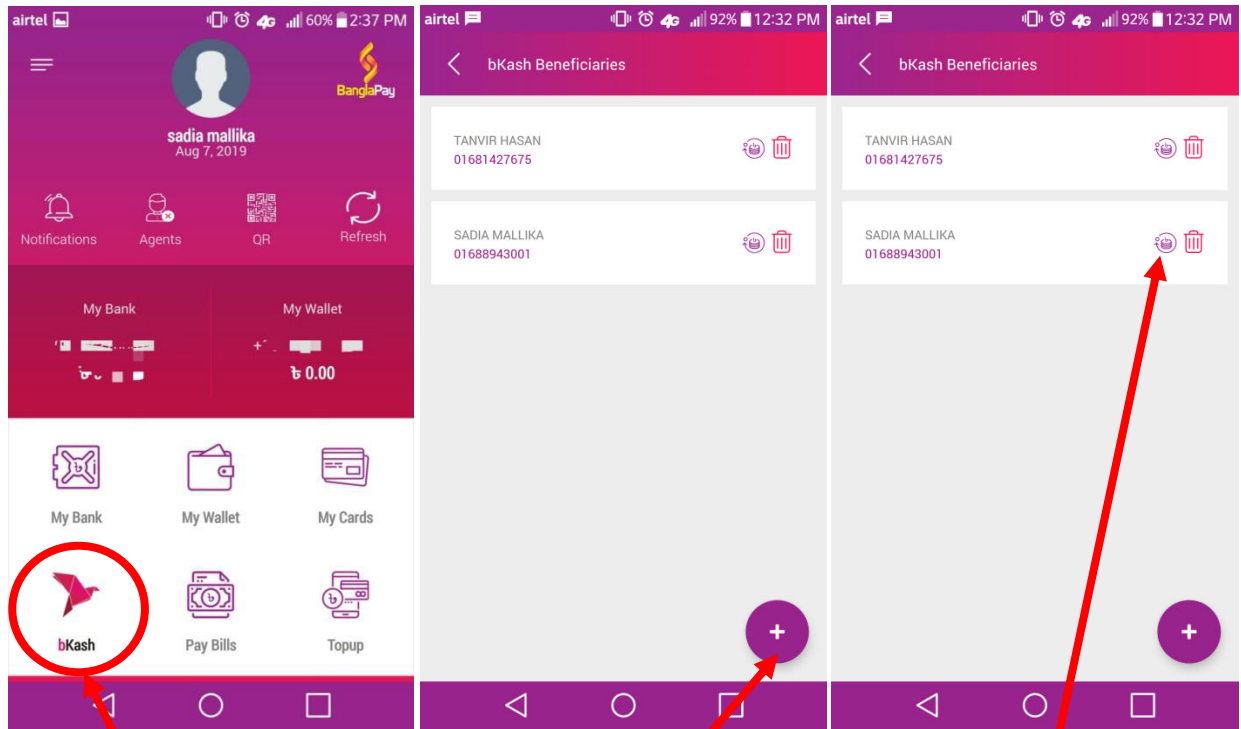 airtel 4G 60% 2:37 PM
BanglaPay
sadia mallika
Aug 7, 2019
Notifications Agents QR Refresh
My Bank My Wallet
৳ 0.00
My Bank My Wallet My Cards
bKash Pay Bills Topup
airtel 4G 92% 12:32 PM
bKash Beneficiaries
TANVIR HASAN
01681427675
SADIA MALLIKA
01688943001
+
airtel 4G 92% 12:32 PM
bKash Beneficiaries
TANVIR HASAN
01681427675
SADIA MALLIKA
01688943001
+